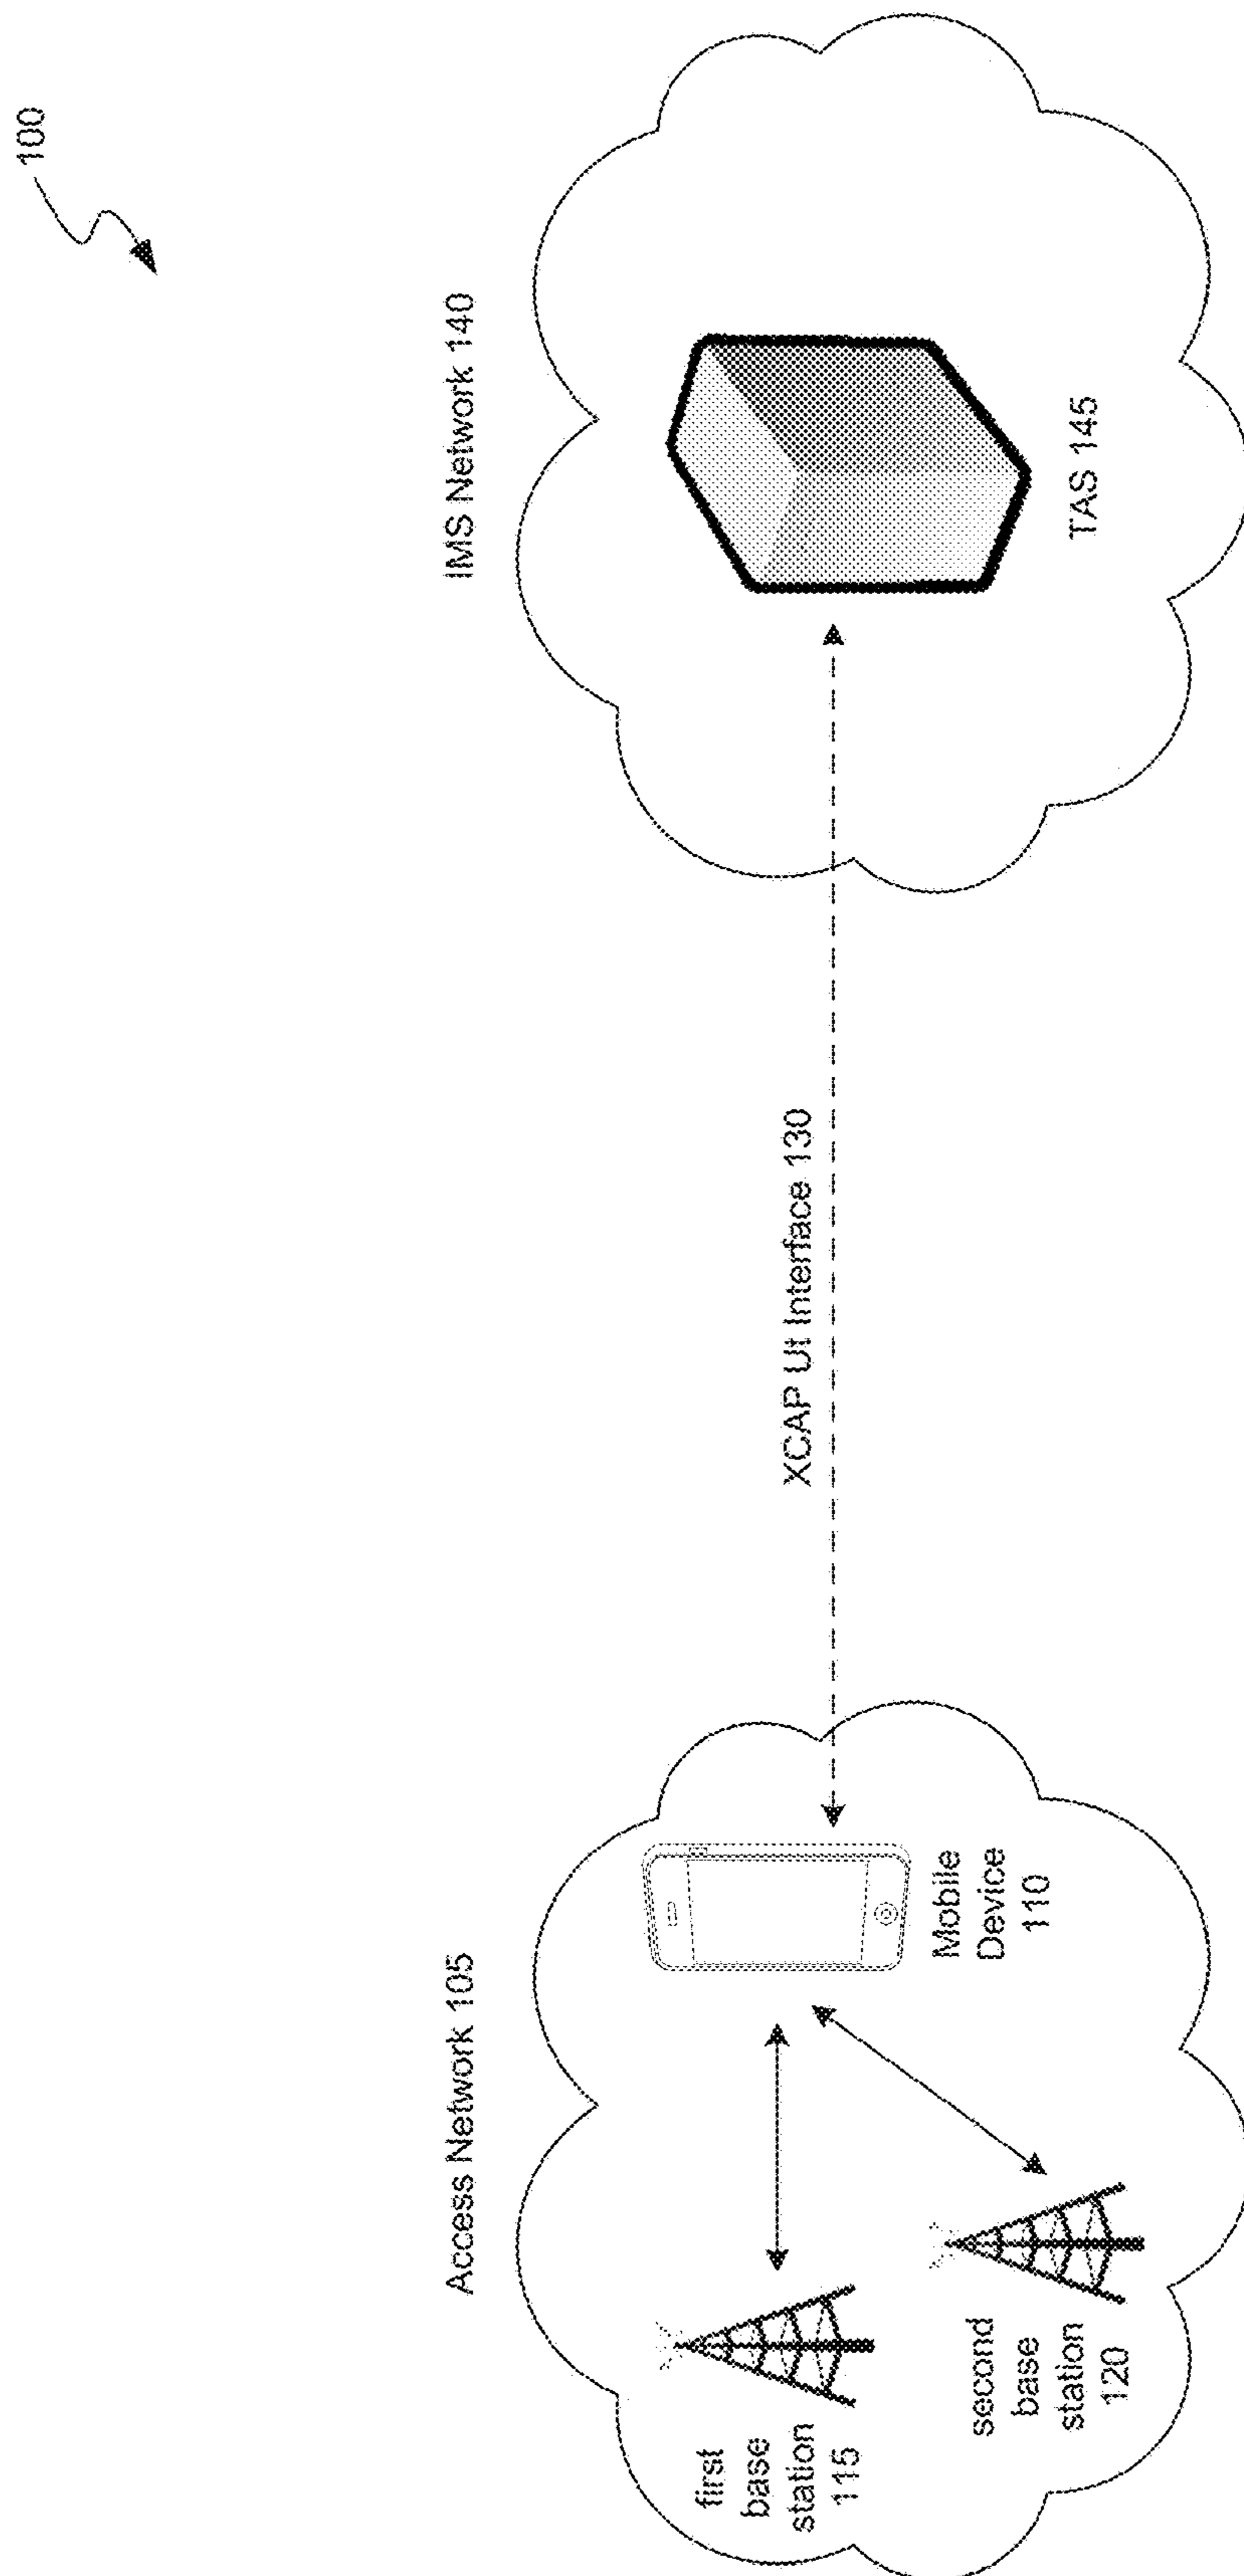 100
Access Network 105
IMS Network 140
XCAP Ut Interface 130
Mobile
Device
110
first
base
station
115
second
base
station
120
TAS 145